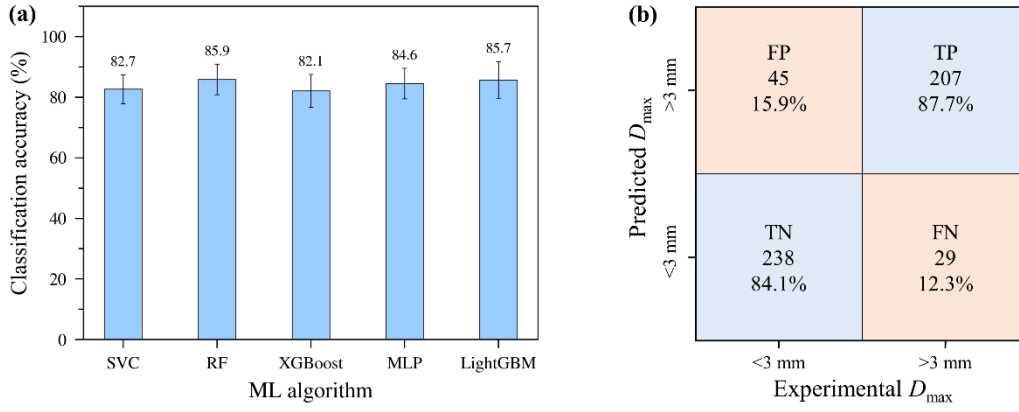 (a)
Classification accuracy (%)
100
80
60
40
20
0
82.7
85.9
82.1
84.6
85.7
SVC
RF
XGBoost
MLP
LightGBM
ML algorithm
(b)
Predicted Dmax
>3 mm
<3 mm
FP
45
15.9%
TP
207
87.7%
TN
238
84.1%
FN
29
12.3%
<3 mm
>3 mm
Experimental Dmax